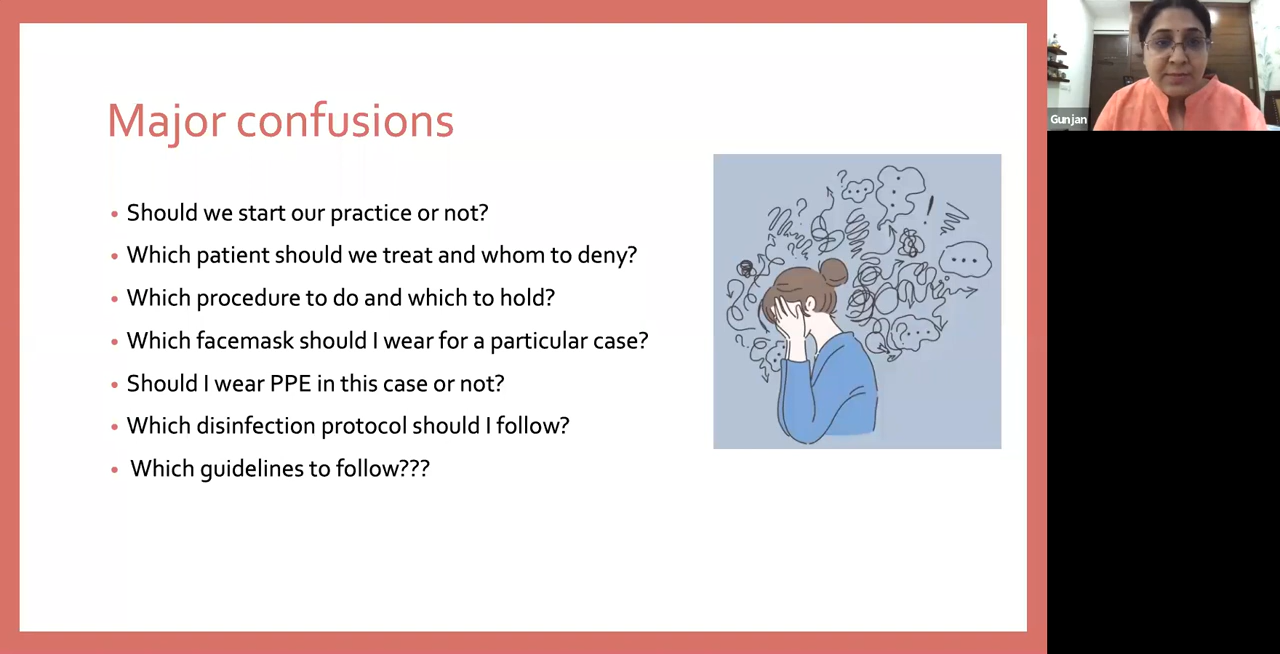 Major confusions
• Should we start our practice or not?
• Which patient should we treat and whom to deny?
• Which procedure to do and which to hold?
• Which facemask should I wear for a particular case?
• Should I wear PPE in this case or not?
• Which disinfection protocol should I follow?
• Which guidelines to follow???
Gunjan